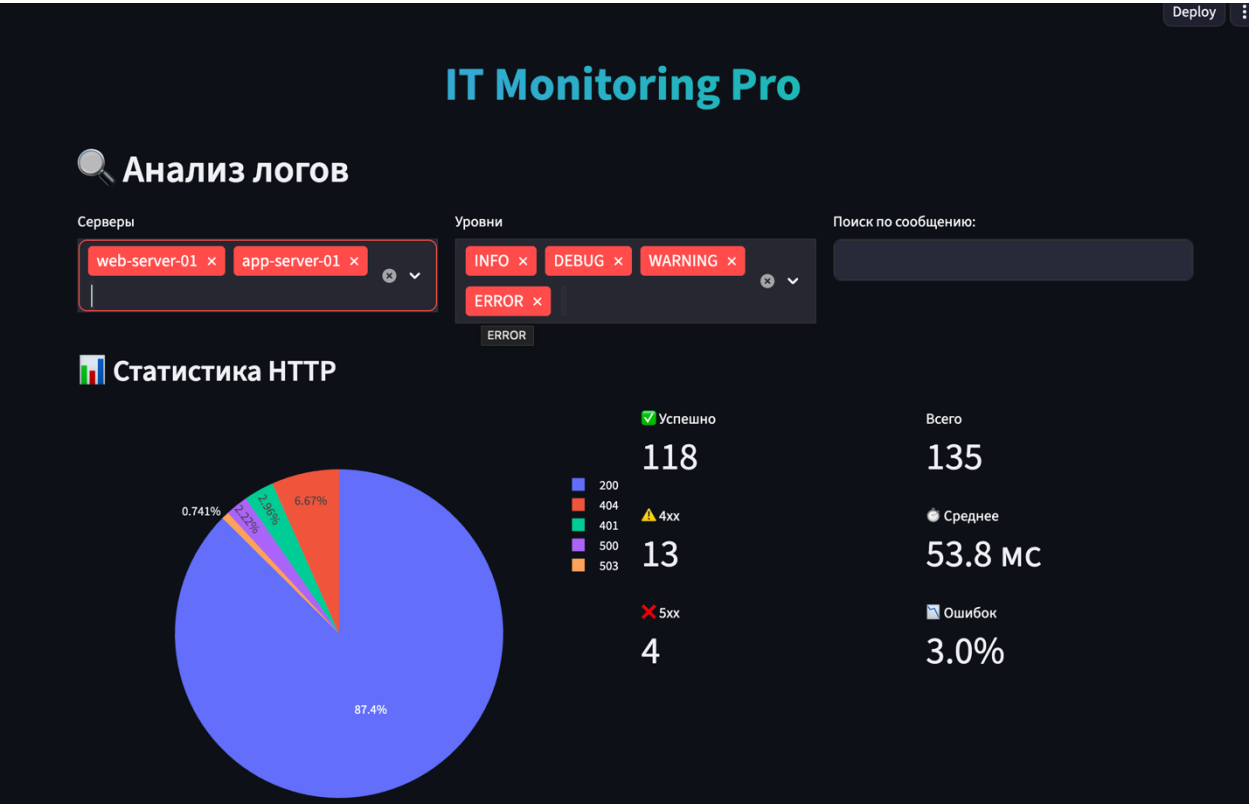 Deploy
IT Monitoring Pro
Анализ логов
Серверы
Уровни
Поиск по сообщению:
web-server-01 ×
app-server-01 ×
INFO ×
DEBUG ×
WARNING ×
ERROR ×
ERROR
Статистика HTTP
6.67%
2.96%
2.22%
0.741%
87.4%
200
404
401
500
503
Успешно
118
Всего
135
4xx
13
Среднее
53.8 мс
5xx
4
Ошибок
3.0%